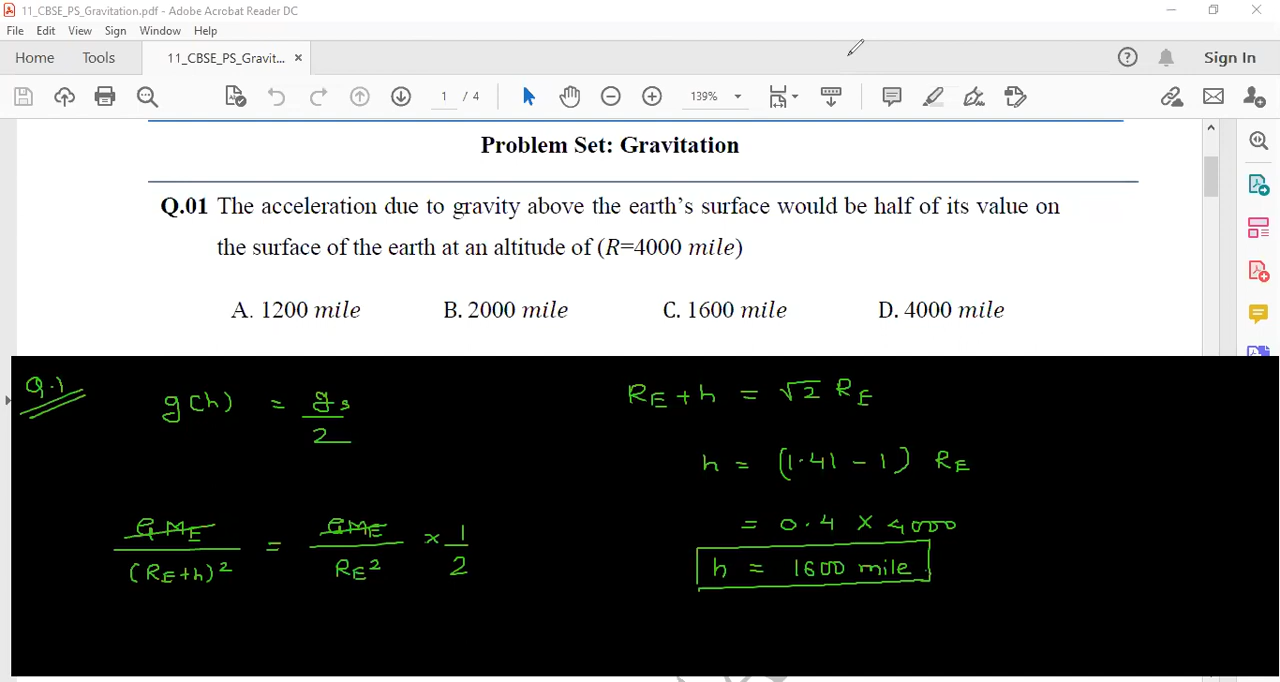 11_CBSE_PS_Gravitation.pdf - Adobe Acrobat Reader DC
File Edit View Sign Window Help
Home Tools 11_CBSE_PS_Gravit... × Sign In
1 / 4 139%
Problem Set: Gravitation
Q.01 The acceleration due to gravity above the earth's surface would be half of its value on
the surface of the earth at an altitude of (R=4000 mile)
A. 1200 mile B. 2000 mile C. 1600 mile D. 4000 mile
Q.1
g(h) = gs/2
GME/(RE+h)² = GME/RE² × 1/2
RE+h = √2 RE
h = (1.41 - 1) RE
= 0.4 × 4000
h = 1600 mile